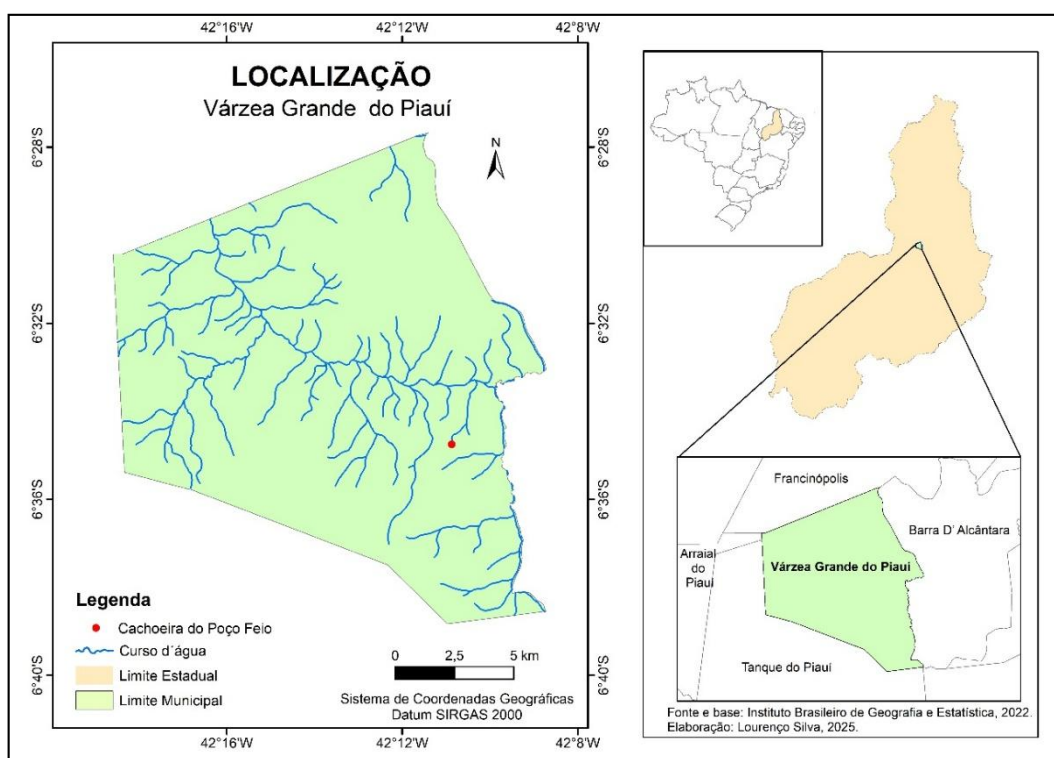 42°16'W
42°12'W
42°8'W
LOCALIZAÇÃO
Várzea Grande do Piauí
N
6°28'S
6°28'S
6°32'S
6°32'S
6°36'S
6°36'S
6°40'S
6°40'S
Legenda
Cachoeira do Poço Feio
Curso d´água
Limite Estadual
Limite Municipal
0 2,5 5 km
Sistema de Coordenadas Geográficas
Datum SIRGAS 2000
42°16'W
42°12'W
42°8'W
Francinópolis
Barra D´Alcântara
Arraial
do
Piauí
Várzea Grande do Piauí
Tanque do Piauí
Fonte e base: Instituto Brasileiro de Geografia e Estatística, 2022.
Elaboração: Lourenço Silva, 2025.